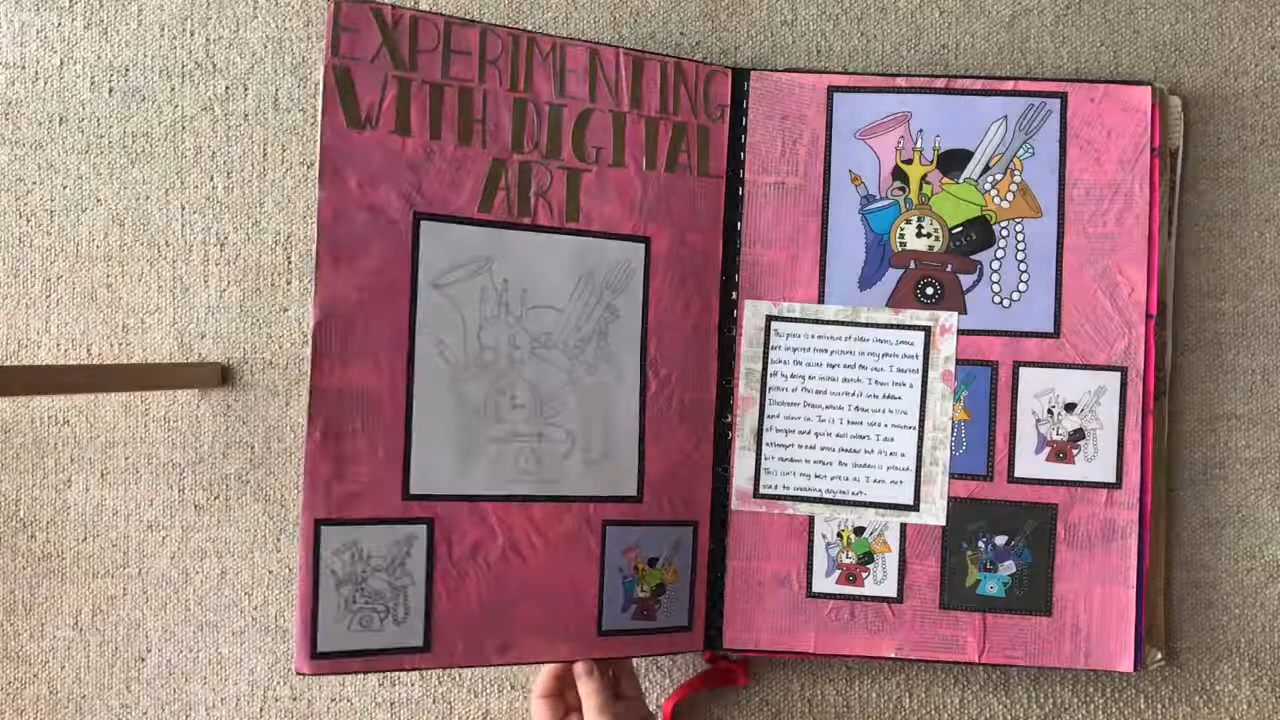 EXPERIMENTING
WITH DIGITAL
ART
This piece is a mixture of older items, some
are inspired from pictures in my photo shoot
such as the casset tape and the vase. I started
off by doing an initial sketch. I then took a
picture of this and inserted it into Adobe
Illustrator Draw, which I then used to line
and colour in. In it I have used a mixture
of bright and quite dull colours. I did
attempt to add some shadow but it's all a
bit random to where the shadow is placed.
This isn't my best piece as I am not
used to creating digital art.